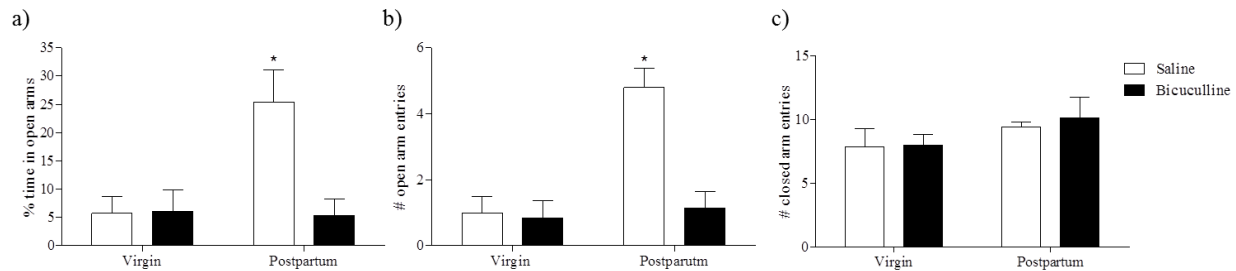 a)
% time in open arms
35
30
25
20
15
10
5
0
*
Virgin
Postpartum
b)
# open arm entries
6
4
2
0
*
Virgin
Postparutm
c)
# closed arm entries
15
10
5
0
Virgin
Postpartum
Saline
Bicuculline